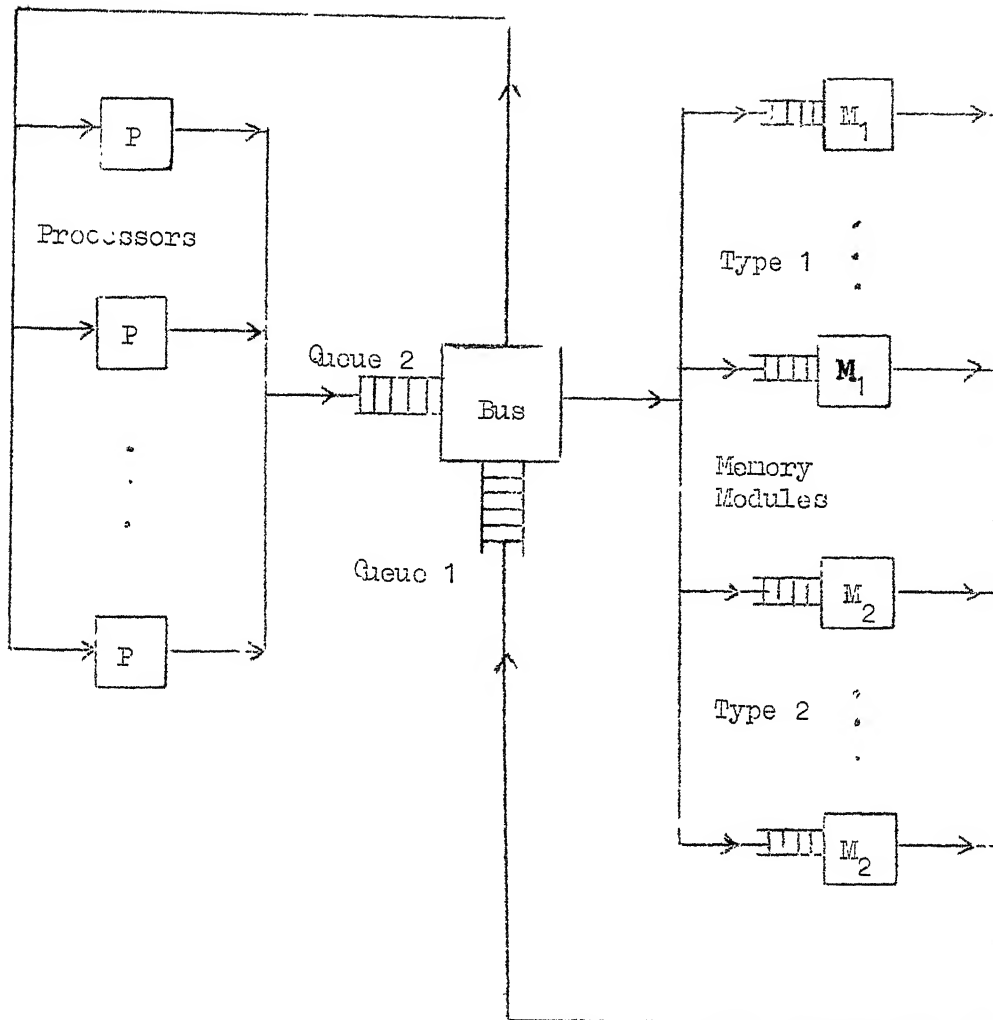 P
Processors
P
P
Queue 2
Bus
Queue 1
M1
Type 1
M1
Memory
Modules
M2
Type 2
M2